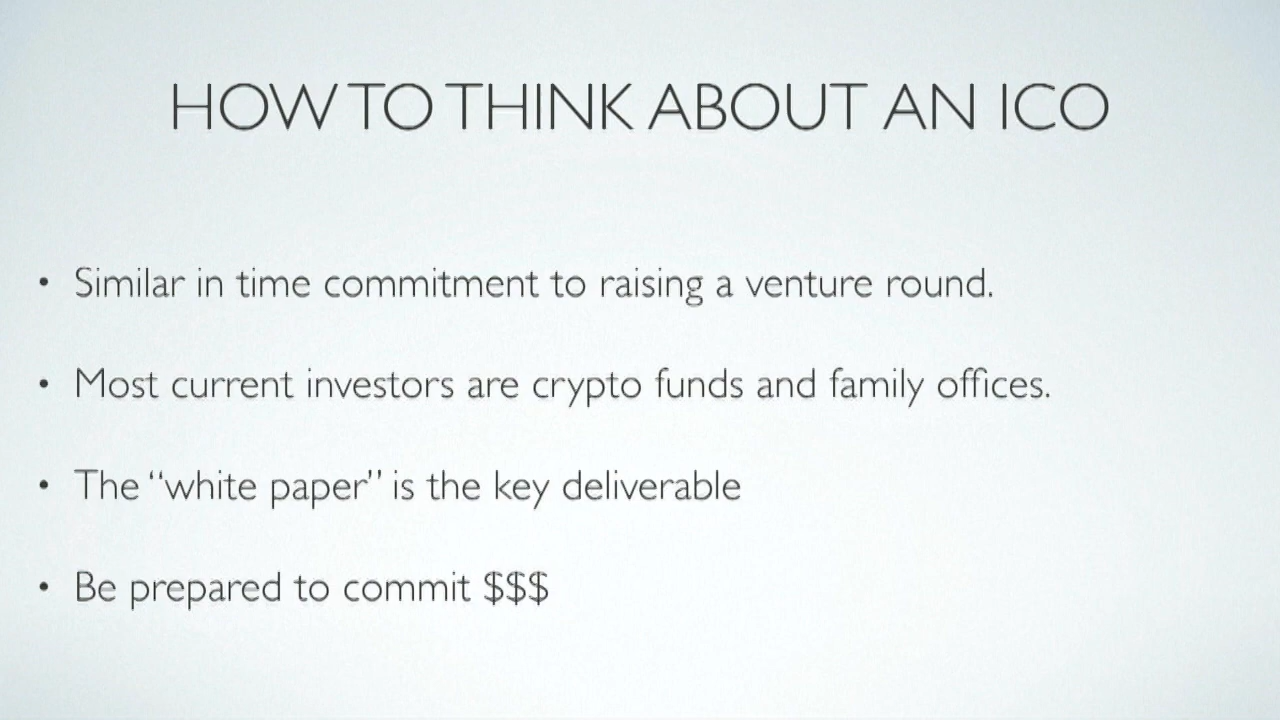 HOW TO THINK ABOUT AN ICO
• Similar in time commitment to raising a venture round.
• Most current investors are crypto funds and family offices.
• The “white paper” is the key deliverable
• Be prepared to commit $$$